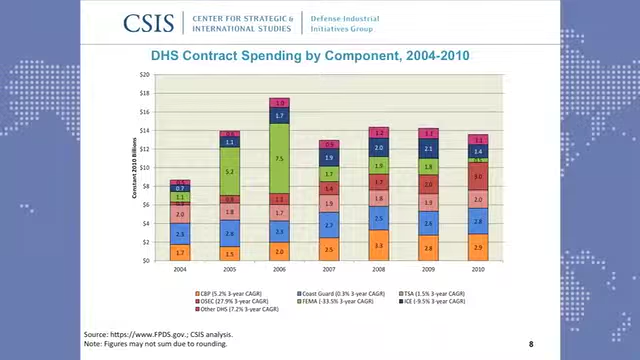 CSIS
CENTER FOR STRATEGIC &
INTERNATIONAL STUDIES
Defense Industrial
Initiatives Group
DHS Contract Spending by Component, 2004-2010
Constant 2010 Billions
$20
$18
$16
$14
$12
$10
$8
$6
$4
$2
$0
1.7 2.0 1.1 0.7
1.5 1.8 5.2 1.1
2.0 2.3 1.7 7.5 1.7 1.0
2.5 1.9 1.4 1.7 1.9 0.9
3.3 2.5 1.8 1.7 1.9 2.0 1.2
2.8 2.6 1.9 2.0 1.8 2.1 1.1
2.9 2.8 2.0 3.0 0.5 1.4 1.1
2004 2005 2006 2007 2008 2009 2010
CBP (5.2% 3-year CAGR) Coast Guard (0.3% 3-year CAGR) TSA (1.5% 3-year CAGR)
OSEC (27.9% 3-year CAGR) FEMA (-33.5% 3-year CAGR) ICE (-9.5% 3-year CAGR)
Other DHS (7.2% 3-year CAGR)
Source: https://www.FPDS.gov.; CSIS analysis.
Note: Figures may not sum due to rounding.
8